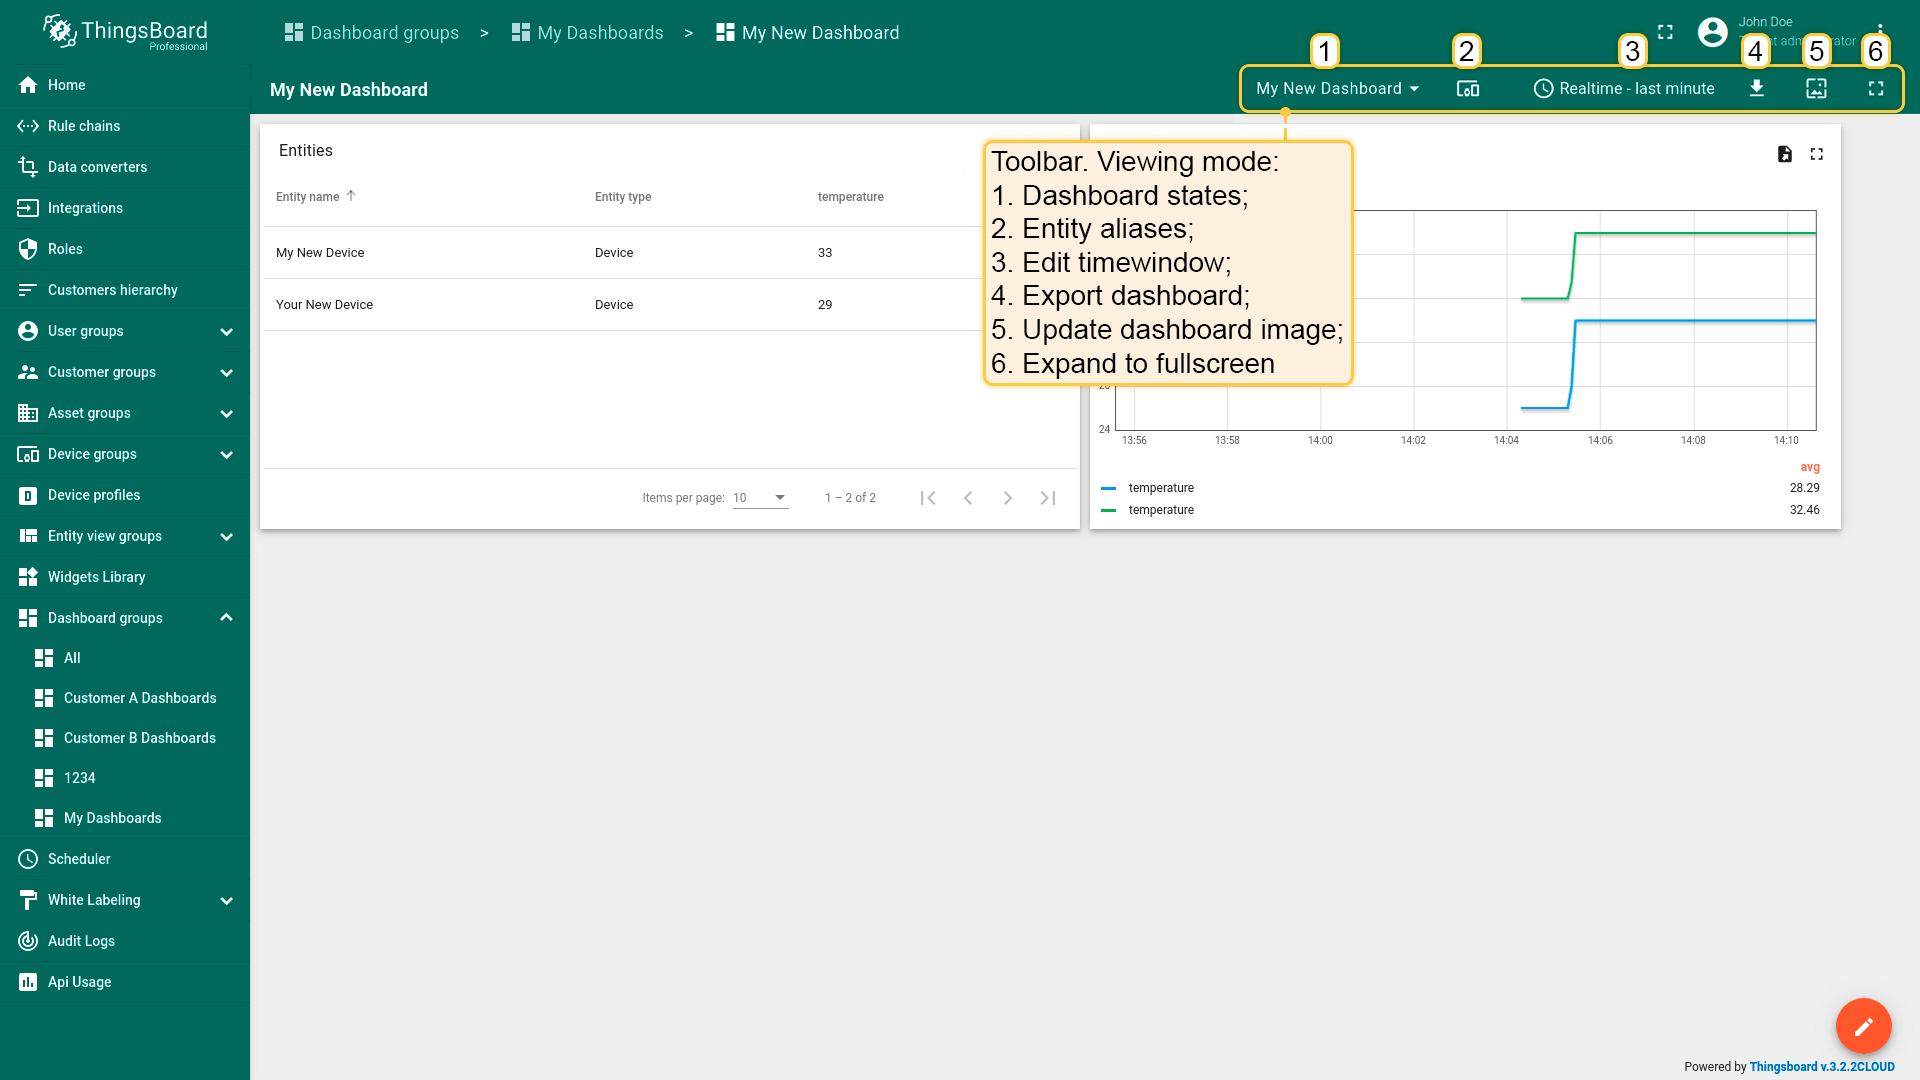 ThingsBoard
Professional
Dashboard groups > My Dashboards > My New Dashboard
John Doe
1 2 3 4 5 6
My New Dashboard
My New Dashboard
Realtime - last minute
Home
Rule chains
Data converters
Integrations
Roles
Customers hierarchy
User groups
Customer groups
Asset groups
Device groups
Device profiles
Entity view groups
Widgets Library
Dashboard groups
All
Customer A Dashboards
Customer B Dashboards
1234
My Dashboards
Scheduler
White Labeling
Audit Logs
Api Usage
Entities
Entity name Entity type temperature
My New Device Device 33
Your New Device Device 29
Items per page: 10 1 – 2 of 2
Toolbar. Viewing mode:
1. Dashboard states;
2. Entity aliases;
3. Edit timewindow;
4. Export dashboard;
5. Update dashboard image;
6. Expand to fullscreen
24
13:56 13:58 14:00 14:02 14:04 14:06 14:08 14:10
avg
temperature 28.29
temperature 32.46
Powered by Thingsboard v.3.2.2CLOUD